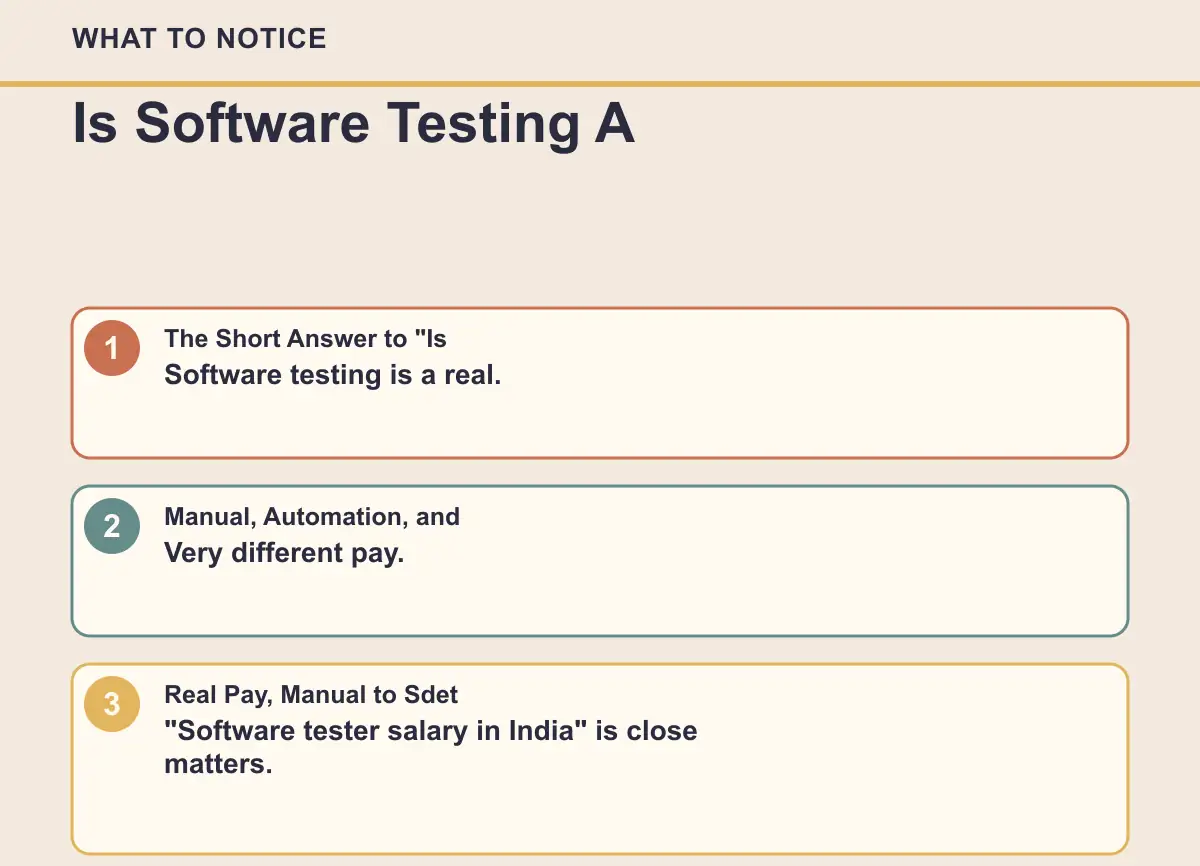 WHAT TO NOTICE
Is Software Testing A
1
The Short Answer to "Is
Software testing is a real.
2
Manual, Automation, and
Very different pay.
3
Real Pay, Manual to Sdet
"Software tester salary in India" is close
matters.